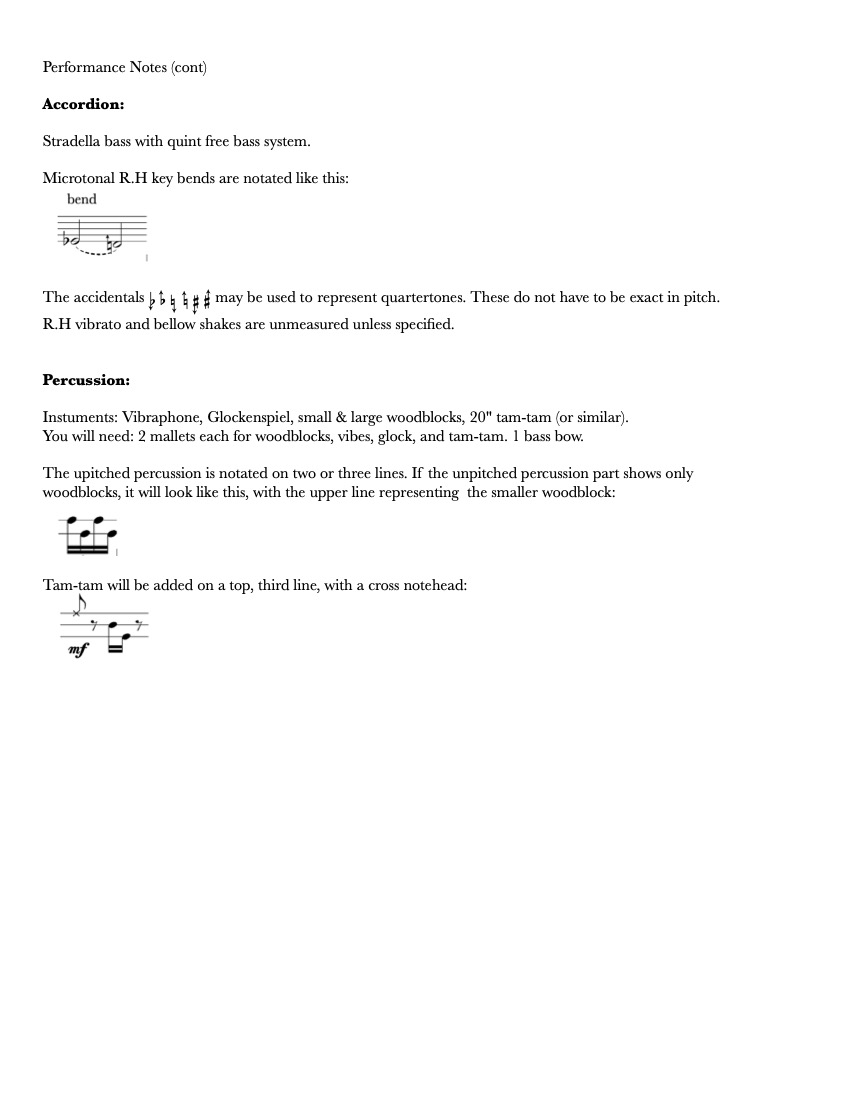 Performance Notes (cont)
Accordion:
Stradella bass with quint free bass system.
Microtonal R.H key bends are notated like this:
bend
The accidentals may be used to represent quartertones. These do not have to be exact in pitch.
R.H vibrato and bellow shakes are unmeasured unless specified.
Percussion:
Instuments: Vibraphone, Glockenspiel, small & large woodblocks, 20" tam-tam (or similar).
You will need: 2 mallets each for woodblocks, vibes, glock, and tam-tam. 1 bass bow.
The upitched percussion is notated on two or three lines. If the unpitched percussion part shows only
woodblocks, it will look like this, with the upper line representing the smaller woodblock:
Tam-tam will be added on a top, third line, with a cross notehead:
mf